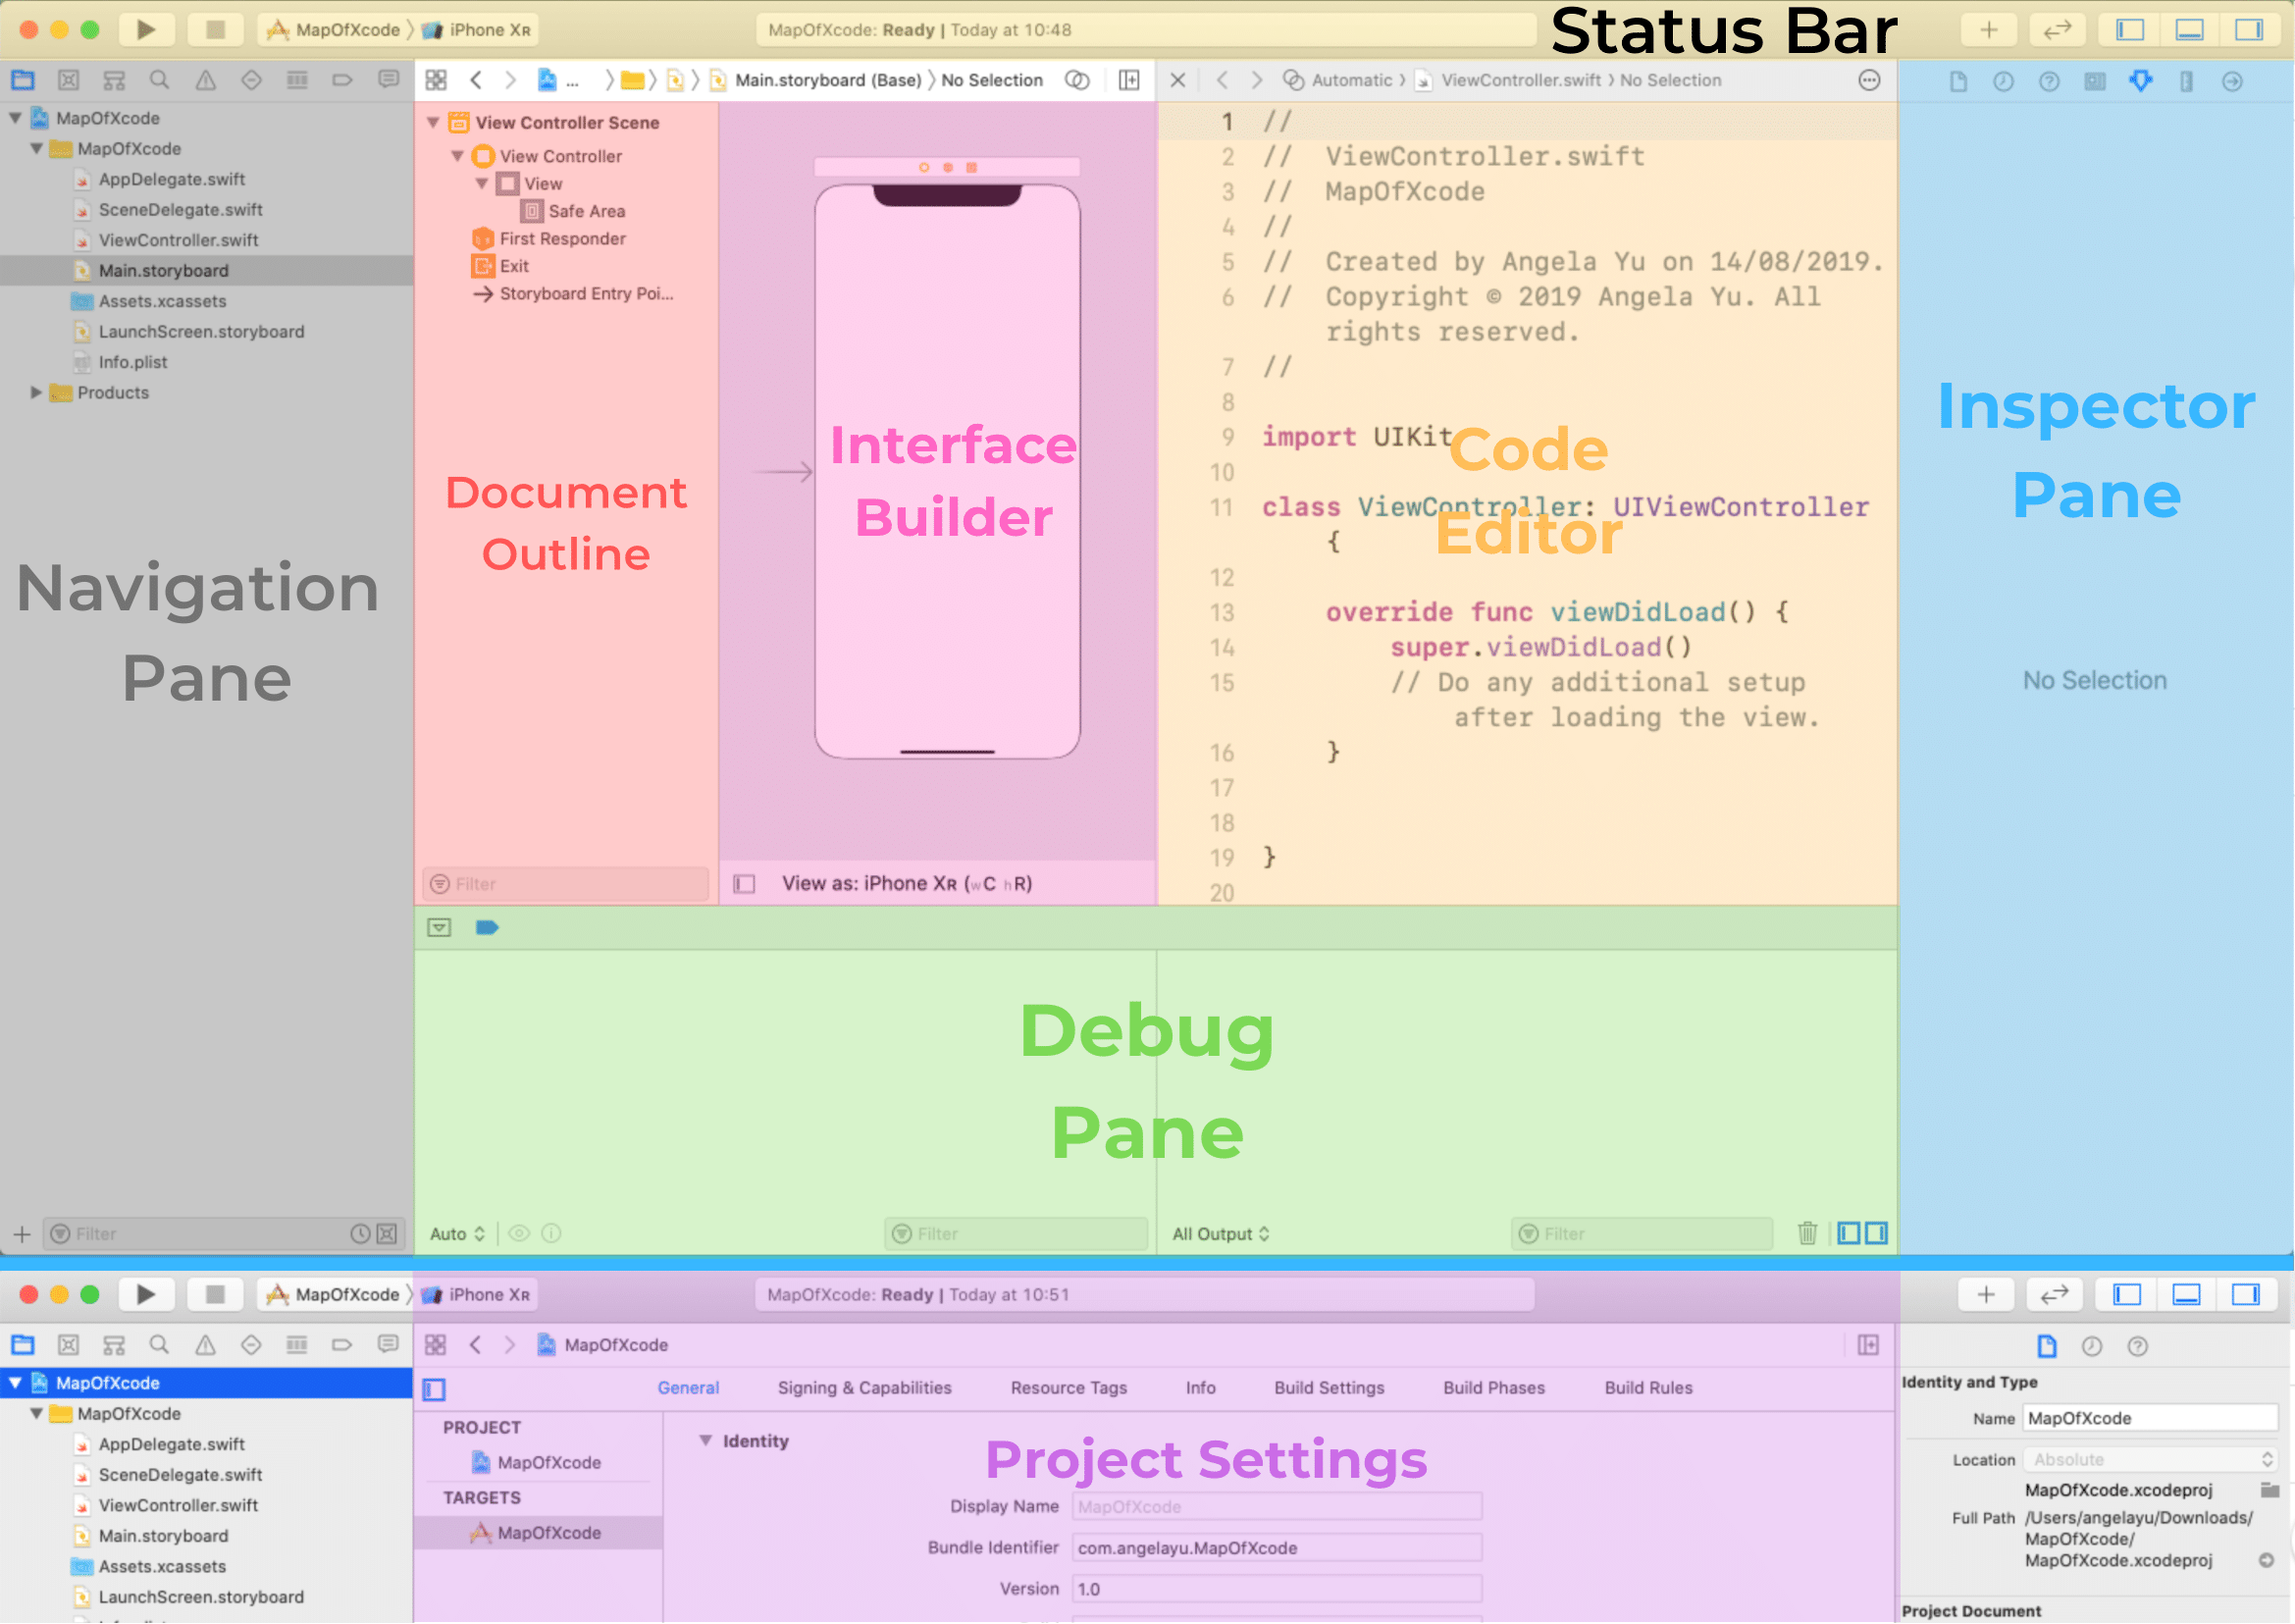 MapOfXcode 〉 iPhone XR
MapOfXcode: Ready | Today at 10:48
Status Bar
... 〉 〉 〉 Main.storyboard (Base) 〉 No Selection
Automatic 〉 ViewController.swift 〉 No Selection
MapOfXcode
MapOfXcode
AppDelegate.swift
SceneDelegate.swift
ViewController.swift
Main.storyboard
Assets.xcassets
LaunchScreen.storyboard
Info.plist
Products
Navigation
Pane
Filter
View Controller Scene
View Controller
View
Safe Area
First Responder
Exit
Storyboard Entry Poi...
Document
Outline
Filter
Interface
Builder
View as: iPhone XR (wC hR)
1 //
2 // ViewController.swift
3 // MapOfXcode
4 //
5 // Created by Angela Yu on 14/08/2019.
6 // Copyright © 2019 Angela Yu. All
rights reserved.
7 //
8
9 import UIKit
10
11 class ViewController: UIViewController
{
12
13 override func viewDidLoad() {
14 super.viewDidLoad()
15 // Do any additional setup
after loading the view.
16 }
17
18
19 }
20
Code
Editor
Inspector
Pane
No Selection
Debug
Pane
Auto
Filter
All Output
Filter
MapOfXcode 〉 iPhone XR
MapOfXcode: Ready | Today at 10:51
MapOfXcode
MapOfXcode
MapOfXcode
AppDelegate.swift
SceneDelegate.swift
ViewController.swift
Main.storyboard
Assets.xcassets
LaunchScreen.storyboard
General Signing & Capabilities Resource Tags Info Build Settings Build Phases Build Rules
PROJECT
MapOfXcode
TARGETS
MapOfXcode
Identity
Project Settings
Display Name MapOfXcode
Bundle Identifier com.angelayu.MapOfXcode
Version 1.0
Identity and Type
Name MapOfXcode
Location Absolute
MapOfXcode.xcodeproj
Full Path /Users/angelayu/Downloads/
MapOfXcode/
MapOfXcode.xcodeproj
Project Document